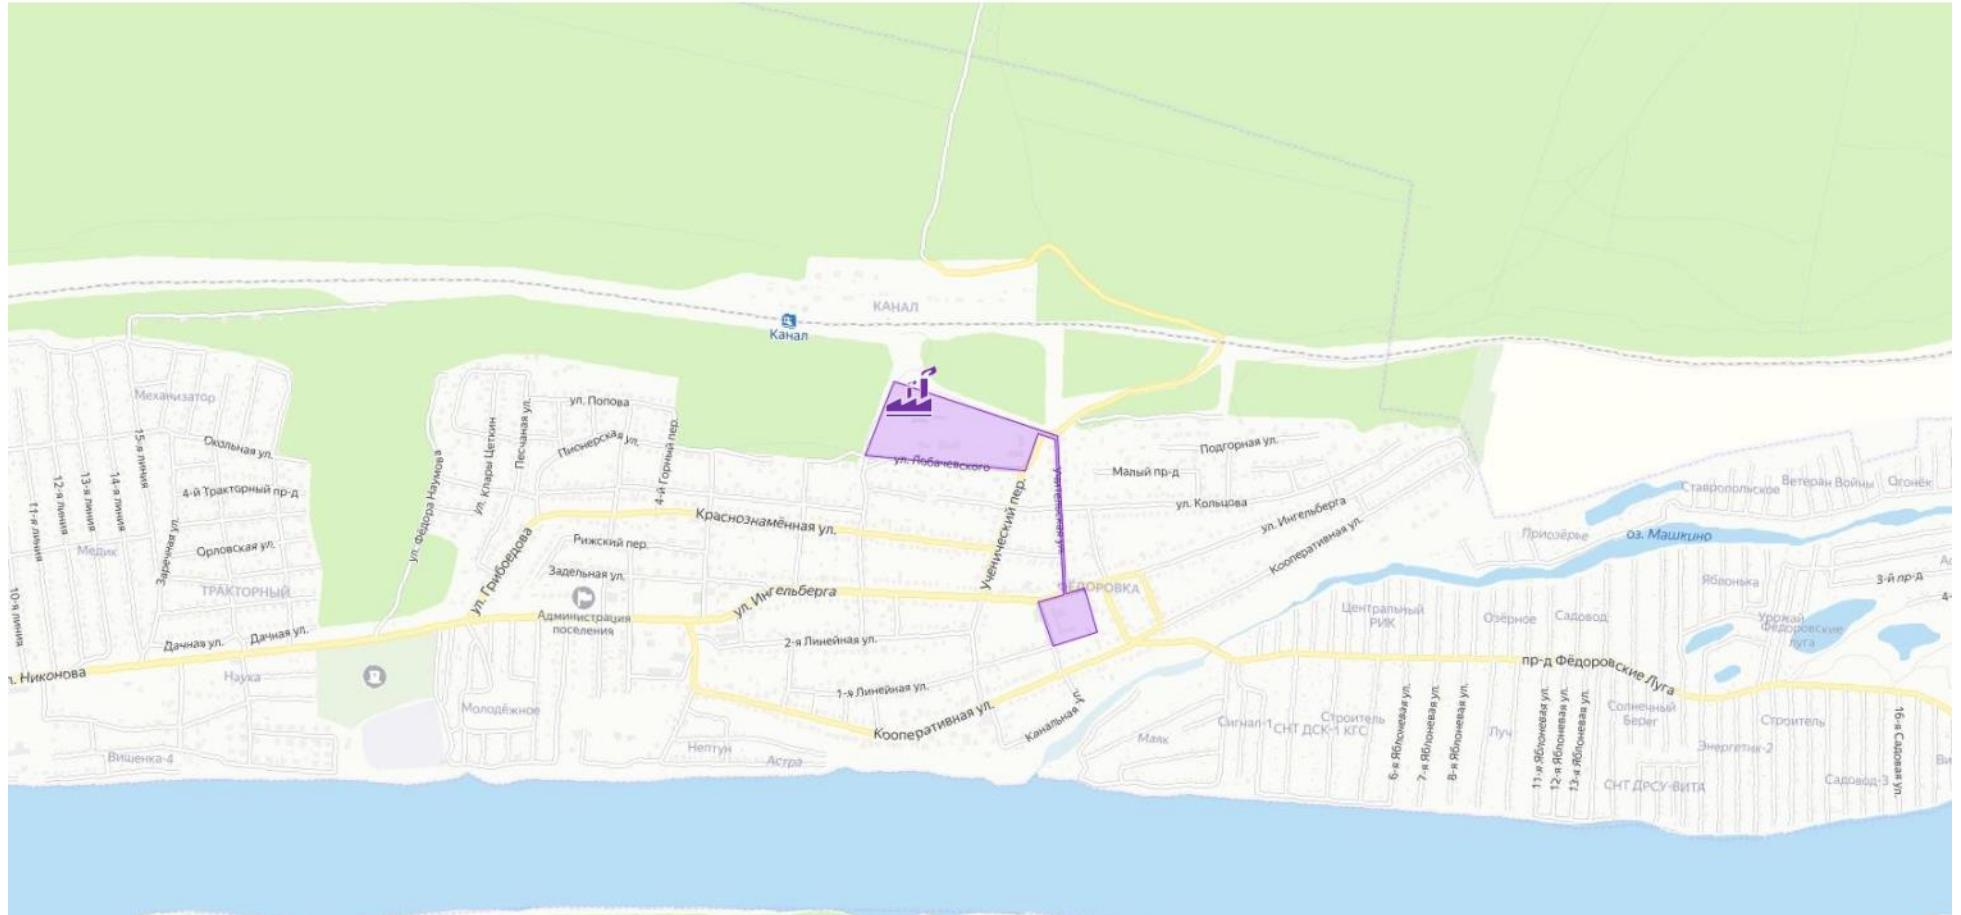 КАНАЛ
Канал
Механизатор
ул. Попова
Окольная ул.
15-я линия
14-я линия
13-я линия
12-я линия
11-я линия
10-я линия
4-й Тракторный пр-д
Орловская ул.
Медик
Заречная ул.
ТРАКТОРНЫЙ
Дачная ул.
Дачная ул.
Наука
Вишенка-4
ул. Фёдора Наумова
ул. Клары Цеткин
Песчаная ул.
Пионерская ул.
4-й Горный пер.
ул. Лобачевского
Краснознамённая ул.
Рижский пер.
Задельная ул.
ул. Грибоедова
Администрация
поселения
ул. Ингельберга
2-я Линейная ул.
1-я Линейная ул.
Кооперативная ул.
Молодёжное
Нептун
Астра
Канальная ул.
Ученический пер.
Учительская ул.
ФЁДОРОВКА
Подгорная ул.
Малый пр-д
ул. Кольцова
ул. Ингельберга
Кооперативная ул.
Маяк
Сигнал-1
СНТ ДСК-1 КГС
Строитель
Центральный
РИК
Озёрное
Садовод
Приозёрье
оз. Машкино
Ставропольское
Ветеран Войны
Огонёк
Яблонька
3-й пр-д
4-
Урожай
Фёдоровские
луга
пр-д Фёдоровские Луга
6-я Яблоневая ул.
7-я Яблоневая ул.
8-я Яблоневая ул.
Луч
11-я Яблоневая ул.
12-я Яблоневая ул.
13-я Яблоневая ул.
Солнечный
Берег
Строитель
Энергетик-2
СНТ ДРСУ-ВИТА
Садовод-3
16-я Садовая ул.
л. Никонова